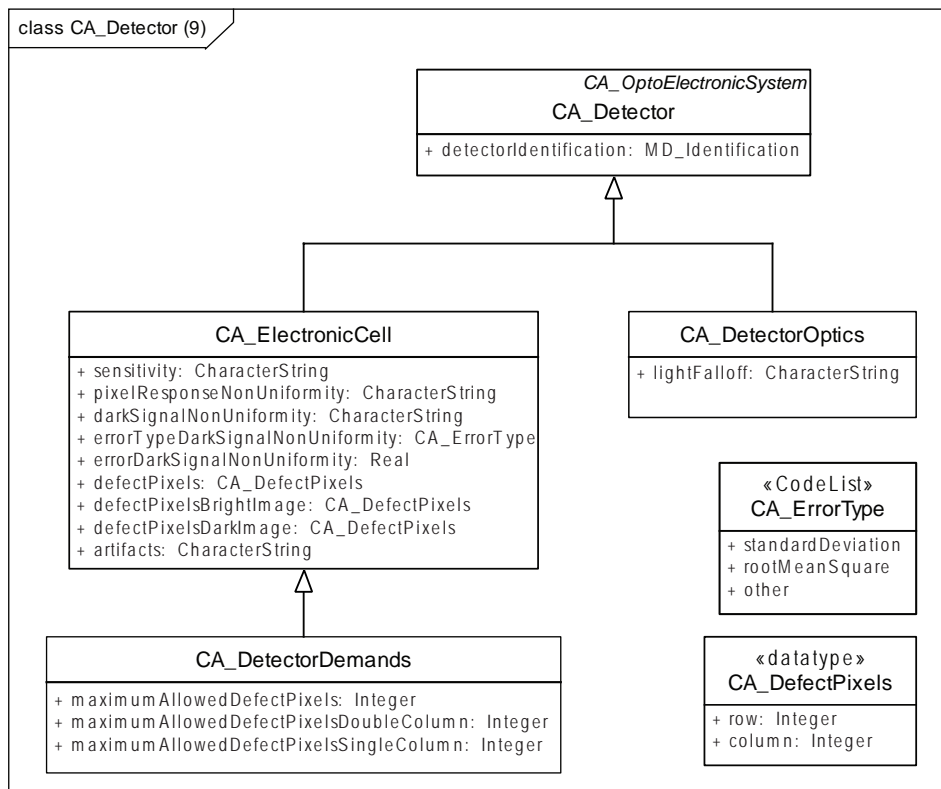 class CA_Detector (9)
CA_OptoElectronicSystem
CA_Detector
+ detectorIdentification: MD_Identification
CA_ElectronicCell
+ sensitivity: CharacterString
+ pixelResponseNonUniformity: CharacterString
+ darkSignalNonUniformity: CharacterString
+ errorTypeDarkSignalNonUniformity: CA_ErrorType
+ errorDarkSignalNonUniformity: Real
+ defectPixels: CA_DefectPixels
+ defectPixelsBrightImage: CA_DefectPixels
+ defectPixelsDarkImage: CA_DefectPixels
+ artifacts: CharacterString
CA_DetectorOptics
+ lightFalloff: CharacterString
«CodeList»
CA_ErrorType
+ standardDeviation
+ rootMeanSquare
+ other
CA_DetectorDemands
+ maximumAllowedDefectPixels: Integer
+ maximumAllowedDefectPixelsDoubleColumn: Integer
+ maximumAllowedDefectPixelsSingleColumn: Integer
«datatype»
CA_DefectPixels
+ row: Integer
+ column: Integer